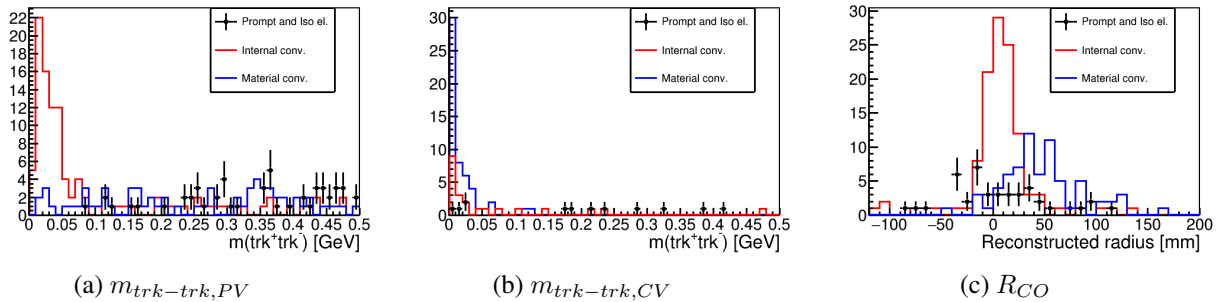 22
20
18
16
14
12
10
8
6
4
2
0
0 0.05 0.1 0.15 0.2 0.25 0.3 0.35 0.4 0.45 0.5
m(trk⁺trk⁻) [GeV]
Prompt and Iso el.
Internal conv.
Material conv.
(a) m_{trk−trk,PV}
30
25
20
15
10
5
0
0 0.05 0.1 0.15 0.2 0.25 0.3 0.35 0.4 0.45 0.5
m(trk⁺trk⁻) [GeV]
Prompt and Iso el.
Internal conv.
Material conv.
(b) m_{trk−trk,CV}
30
25
20
15
10
5
0
−100 −50 0 50 100 150 200
Reconstructed radius [mm]
Prompt and Iso el.
Internal conv.
Material conv.
(c) R_{CO}